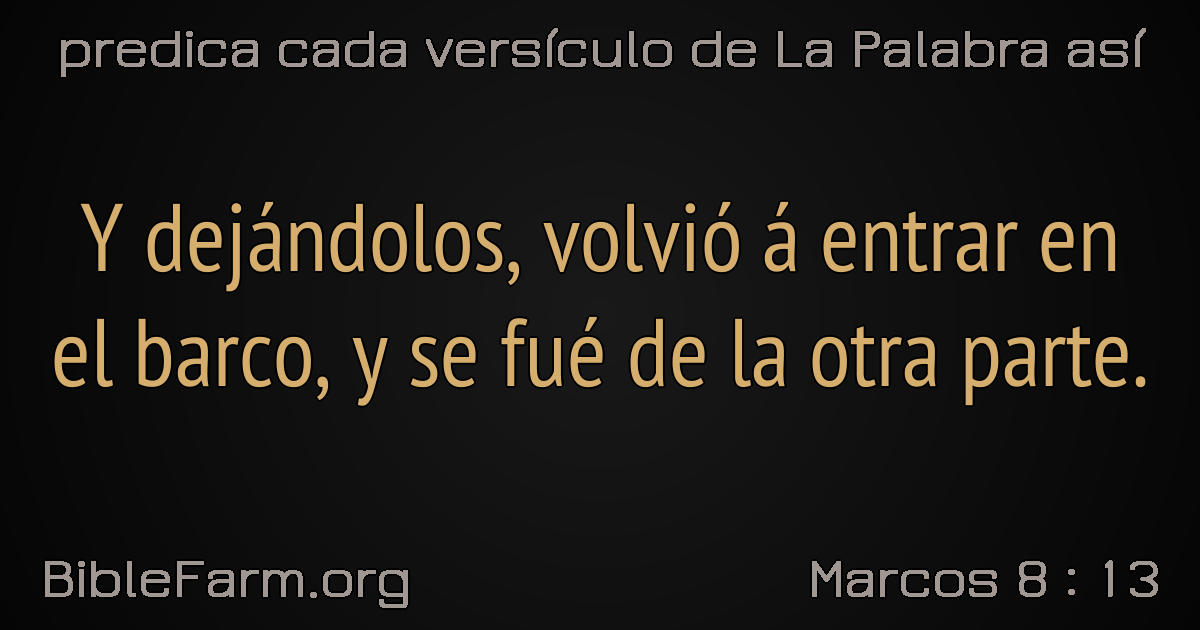 predica cada versículo de La Palabra así
Y dejándolos, volvió á entrar en
el barco, y se fué de la otra parte.
BibleFarm.org
Marcos 8 : 13